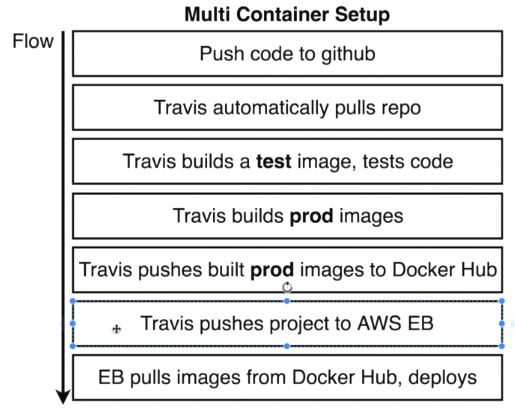 Multi Container Setup
Flow
Push code to github
Travis automatically pulls repo
Travis builds a test image, tests code
Travis builds prod images
Travis pushes built prod images to Docker Hub
Travis pushes project to AWS EB
EB pulls images from Docker Hub, deploys